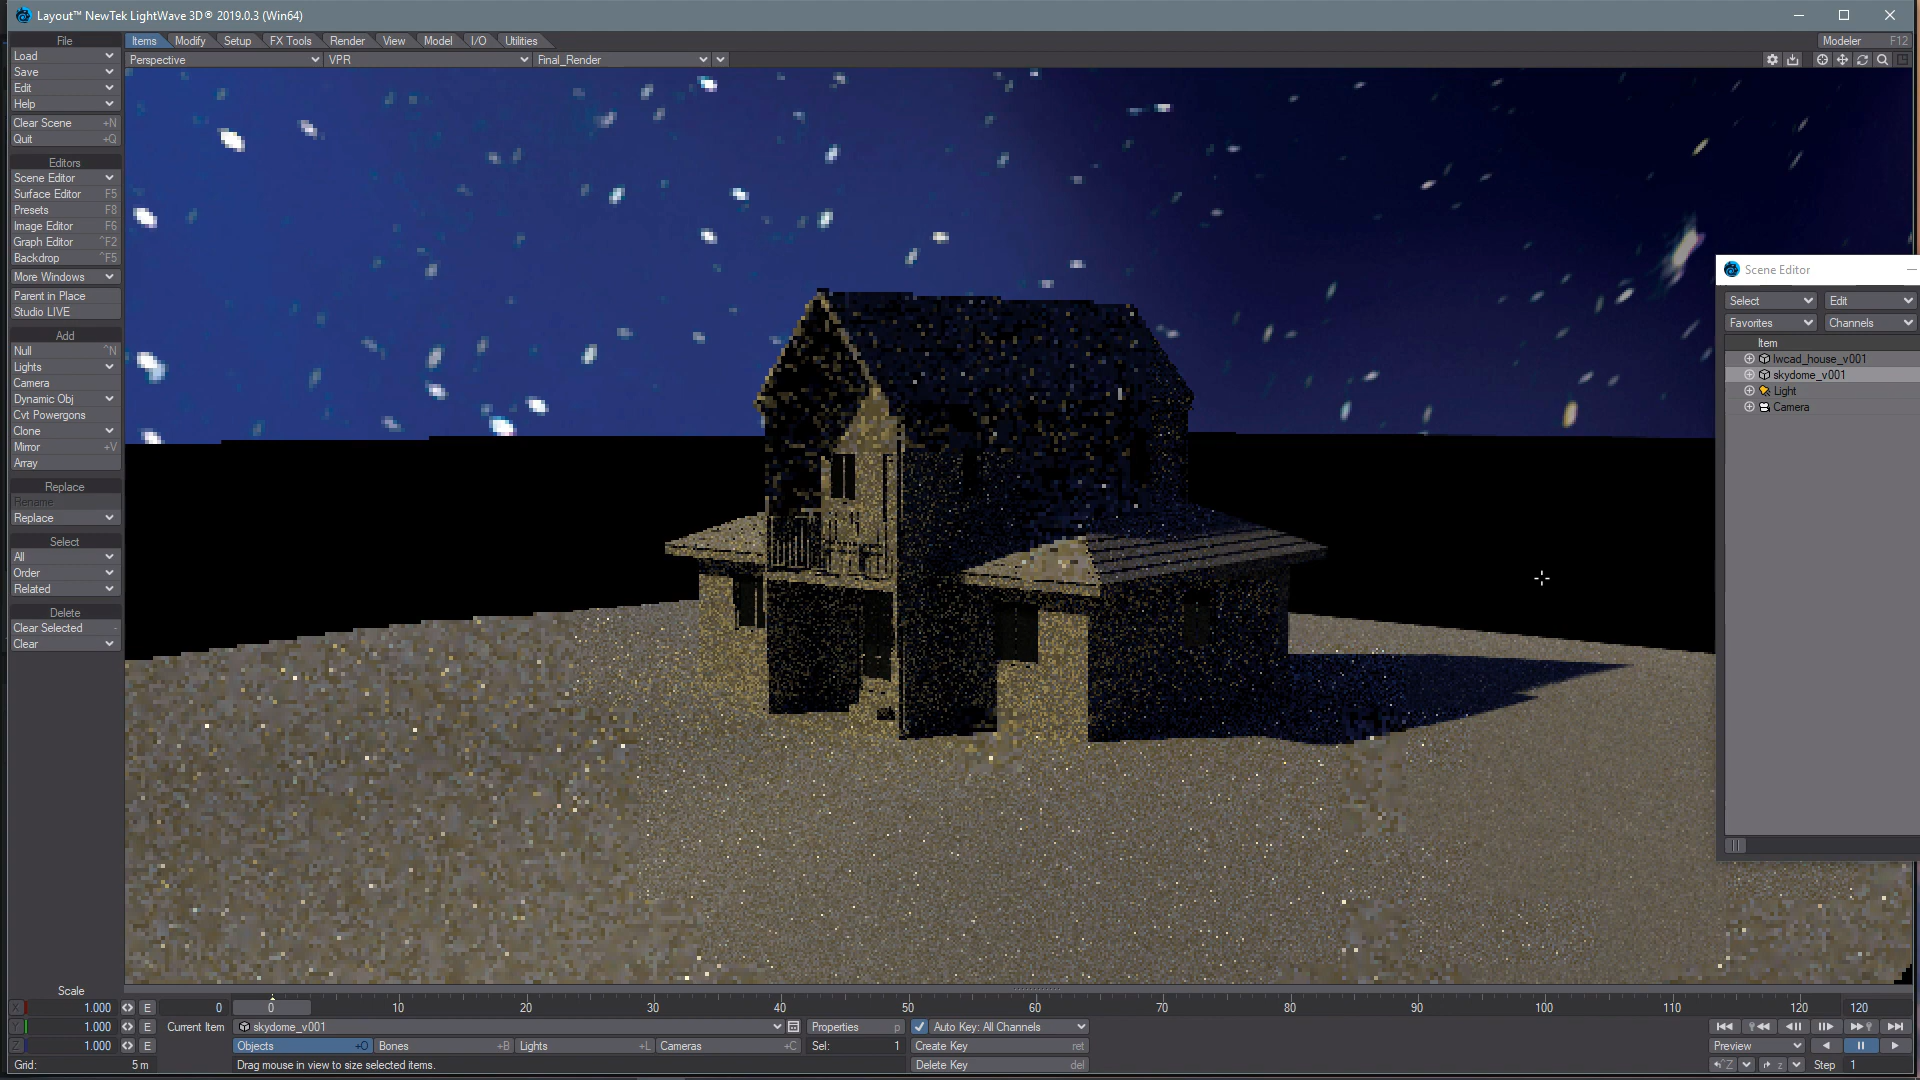 Layout™ NewTek LightWave 3D® 2019.0.3 (Win64)
File Items Modify Setup FX Tools Render View Model I/O Utilities Modeler F12
Load Perspective VPR Final_Render
Save
Edit
Help
Clear Scene +N
Quit +Q
Editors
Scene Editor
Surface Editor F5
Presets F8
Image Editor F6
Graph Editor ^F2
Backdrop ^F5
More Windows
Parent in Place
Studio LIVE
Add
Null ^N
Lights
Camera
Dynamic Obj
Cvt Powergons
Clone
Mirror +V
Array
Replace
Rename
Replace
Select
All
Order
Related
Delete
Clear Selected -
Clear
Scene Editor
Select Edit
Favorites Channels
Item
lwcad_house_v001
skydome_v001
Light
Camera
Scale
X 1.000 E 0 0 10 20 30 40 50 60 70 80 90 100 110 120 120
Y 1.000 E Current Item skydome_v001 Properties p Auto Key: All Channels
Z 1.000 E Objects +O Bones +B Lights +L Cameras +C Sel: 1 Create Key ret Preview
Grid: 5 m Drag mouse in view to size selected items. Delete Key del ^Z z Step 1